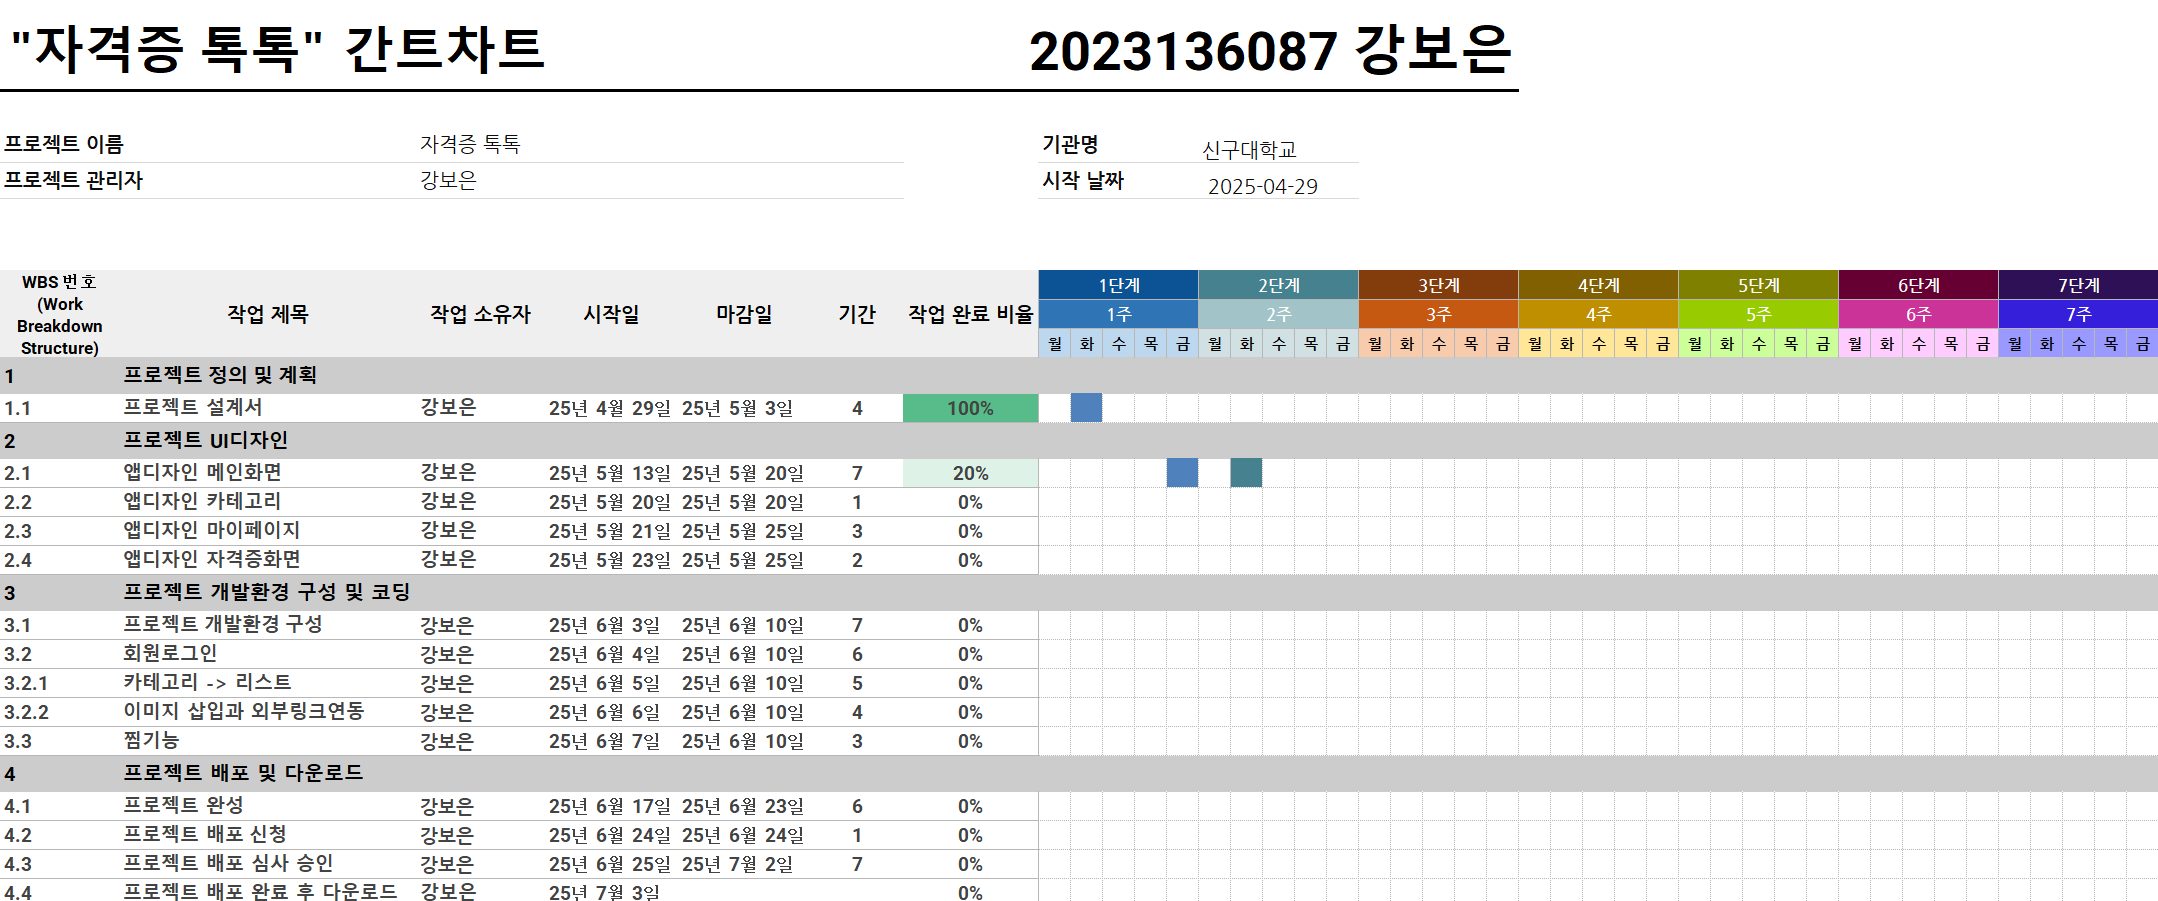 "자격증 톡톡" 간트차트 2023136087 강보은
프로젝트 이름 자격증 톡톡 기관명 신구대학교
프로젝트 관리자 강보은 시작 날짜 2025-04-29
WBS 번호 (Work Breakdown Structure) 작업 제목 작업 소유자 시작일 마감일 기간 작업 완료 비율
1단계 2단계 3단계 4단계 5단계 6단계 7단계
1주 2주 3주 4주 5주 6주 7주
월 화 수 목 금 월 화 수 목 금 월 화 수 목 금 월 화 수 목 금 월 화 수 목 금 월 화 수 목 금 월 화 수 목 금
1 프로젝트 정의 및 계획
1.1 프로젝트 설계서 강보은 25년 4월 29일 25년 5월 3일 4 100%
2 프로젝트 UI디자인
2.1 앱디자인 메인화면 강보은 25년 5월 13일 25년 5월 20일 7 20%
2.2 앱디자인 카테고리 강보은 25년 5월 20일 25년 5월 20일 1 0%
2.3 앱디자인 마이페이지 강보은 25년 5월 21일 25년 5월 25일 3 0%
2.4 앱디자인 자격증화면 강보은 25년 5월 23일 25년 5월 25일 2 0%
3 프로젝트 개발환경 구성 및 코딩
3.1 프로젝트 개발환경 구성 강보은 25년 6월 3일 25년 6월 10일 7 0%
3.2 회원로그인 강보은 25년 6월 4일 25년 6월 10일 6 0%
3.2.1 카테고리 -> 리스트 강보은 25년 6월 5일 25년 6월 10일 5 0%
3.2.2 이미지 삽입과 외부링크연동 강보은 25년 6월 6일 25년 6월 10일 4 0%
3.3 찜기능 강보은 25년 6월 7일 25년 6월 10일 3 0%
4 프로젝트 배포 및 다운로드
4.1 프로젝트 완성 강보은 25년 6월 17일 25년 6월 23일 6 0%
4.2 프로젝트 배포 신청 강보은 25년 6월 24일 25년 6월 24일 1 0%
4.3 프로젝트 배포 심사 승인 강보은 25년 6월 25일 25년 7월 2일 7 0%
4.4 프로젝트 배포 완료 후 다운로드 강보은 25년 7월 3일 0%